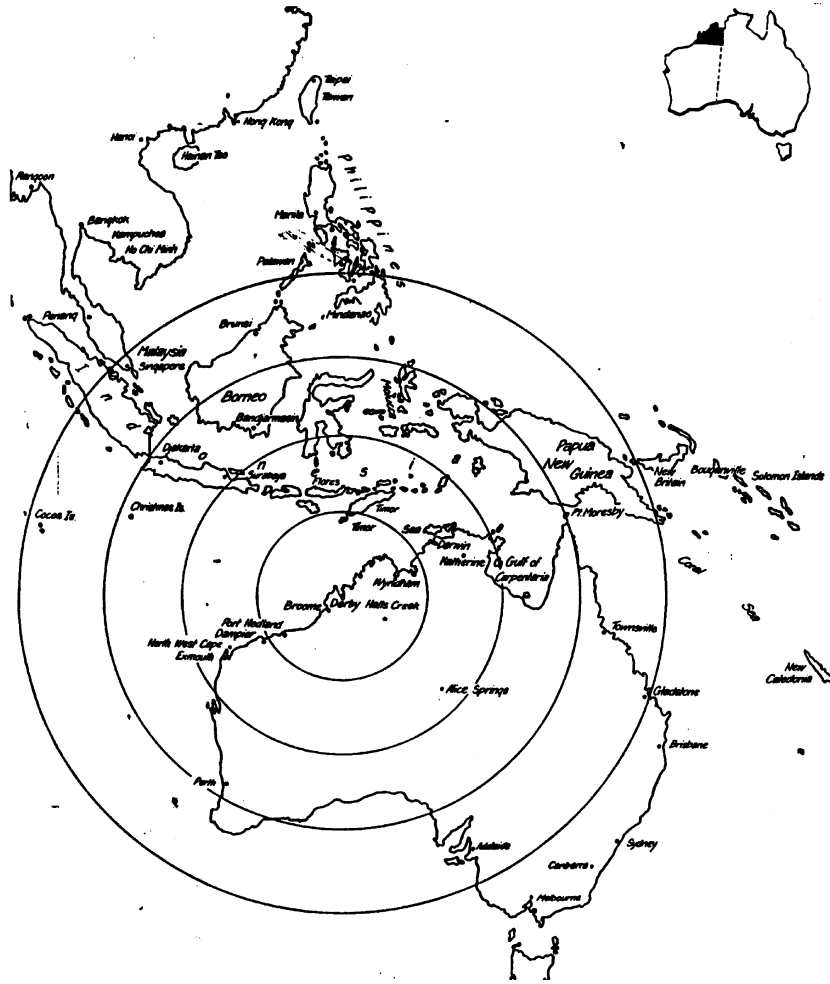 Taipei
Taiwan
Hong Kong
Hanoi
Hainan Tao
Philippines
Rangoon
Manila
Bangkok
Kampuchea
Ho Chi Minh
Palawan
Penang
Brunei
Mindanao
Malaysia
Singapore
Borneo
Molucca
Banjarmasin
Papua
New
Guinea
Djakarta
Surabaya
Flores
New
Britain
Bougainville
Solomon Islands
Indonesia
Cocos Is.
Christmas Is.
Timor
Timor
Sea
Pt. Moresby
Darwin
Katherine
Gulf of
Carpentaria
Coral
Sea
Wyndham
Broome
Derby
Halls Creek
Port Hedland
Dampier
North West Cape
Exmouth
Townsville
New
Caledonia
Alice Springs
Gladstone
Brisbane
Perth
Adelaide
Sydney
Canberra
Melbourne